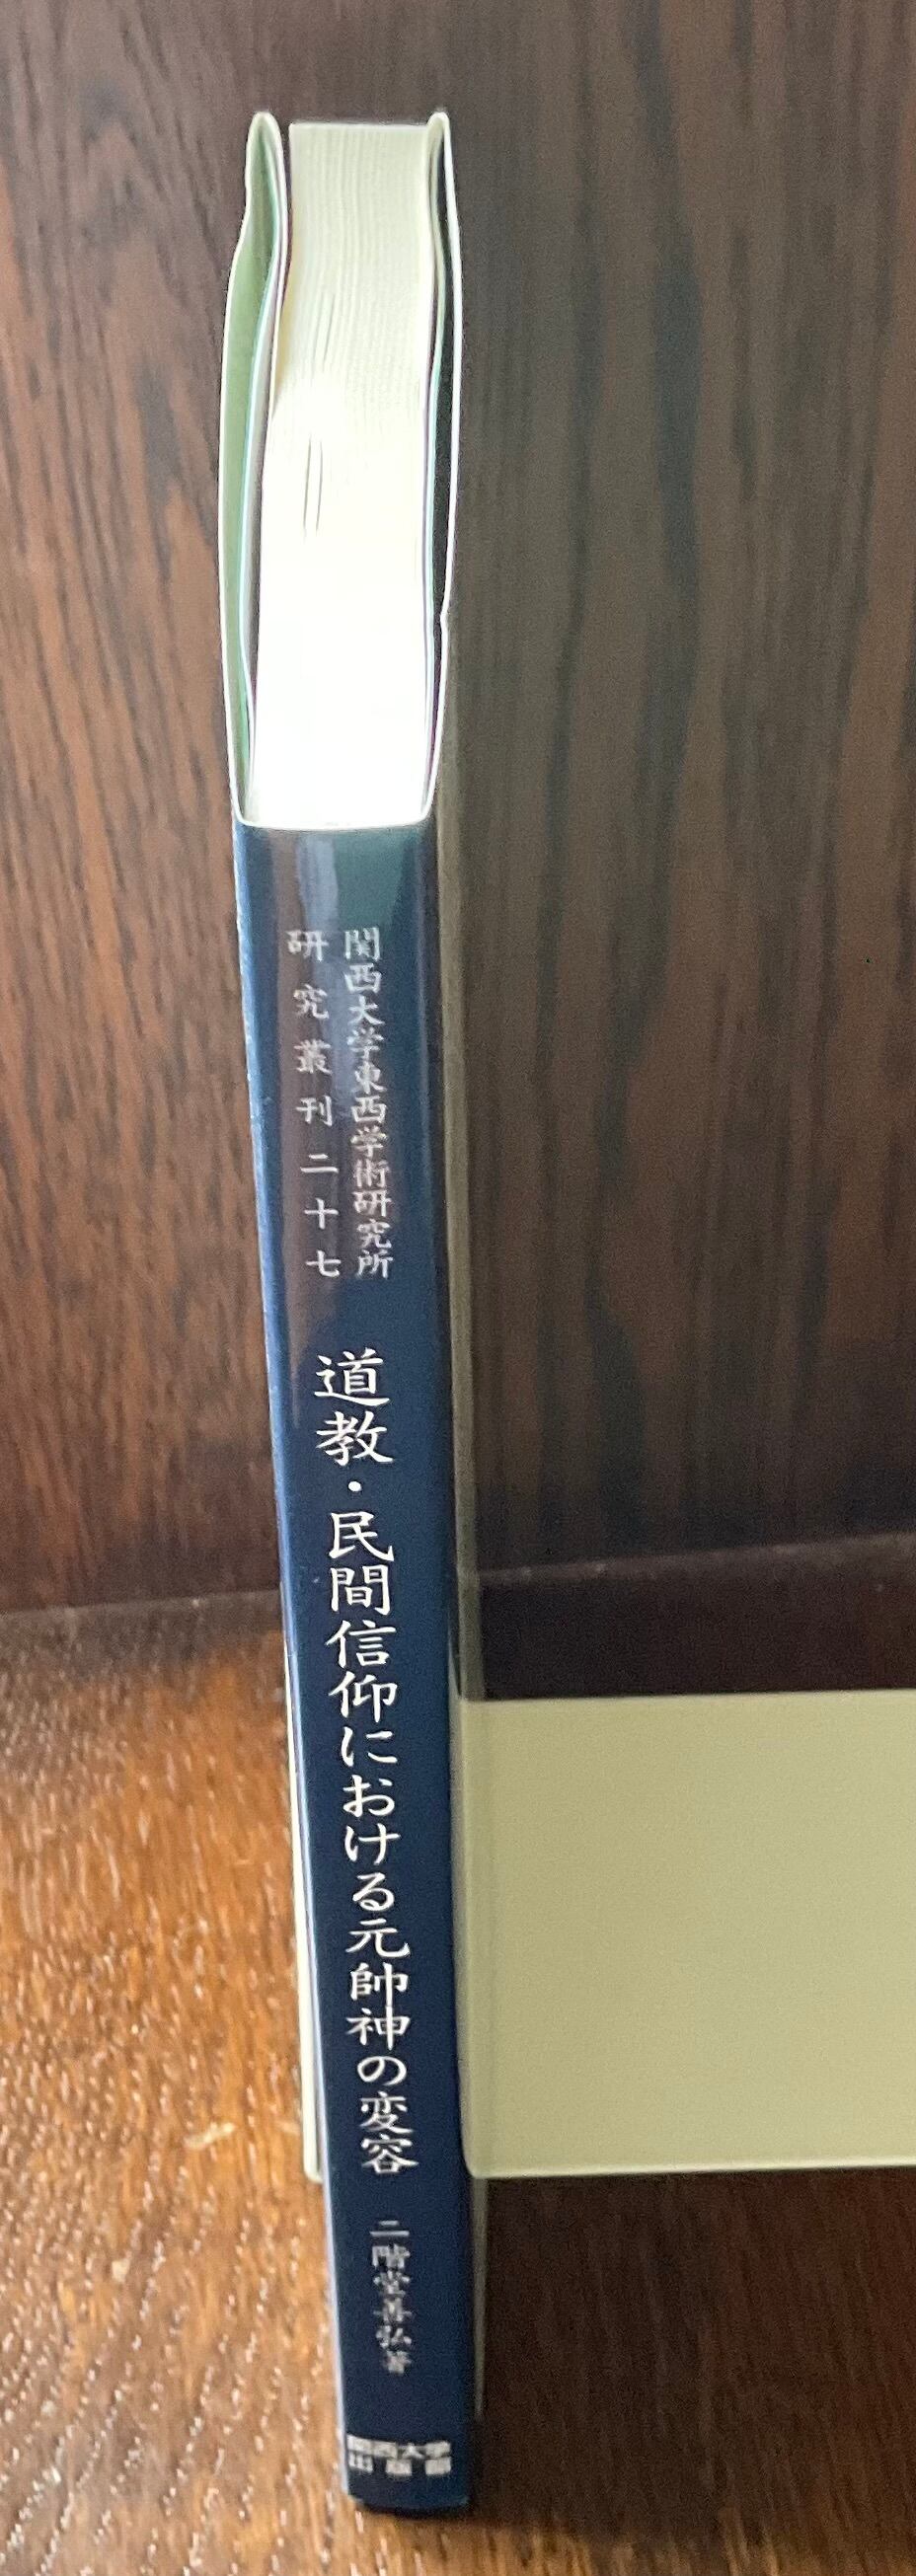 関西大学東西学術研究所
研究叢刊二十七
道教・民間信仰における元帥神の変容
二階堂善弘著
関西大学
出版部